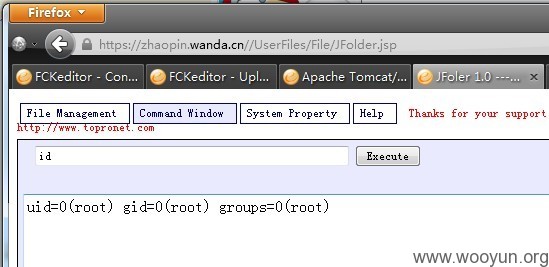 Firefox
https://zhaopin.wanda.cn//UserFiles/File/JFolder.jsp
FCKeditor - Con...
FCKeditor - Upl...
Apache Tomcat/...
JFoler 1.0 ---...
File Management
Command Window
System Property
Help
Thanks for your support
http://www.topronet.com
id
Execute
uid=0(root) gid=0(root) groups=0(root)
www.wooyun.org